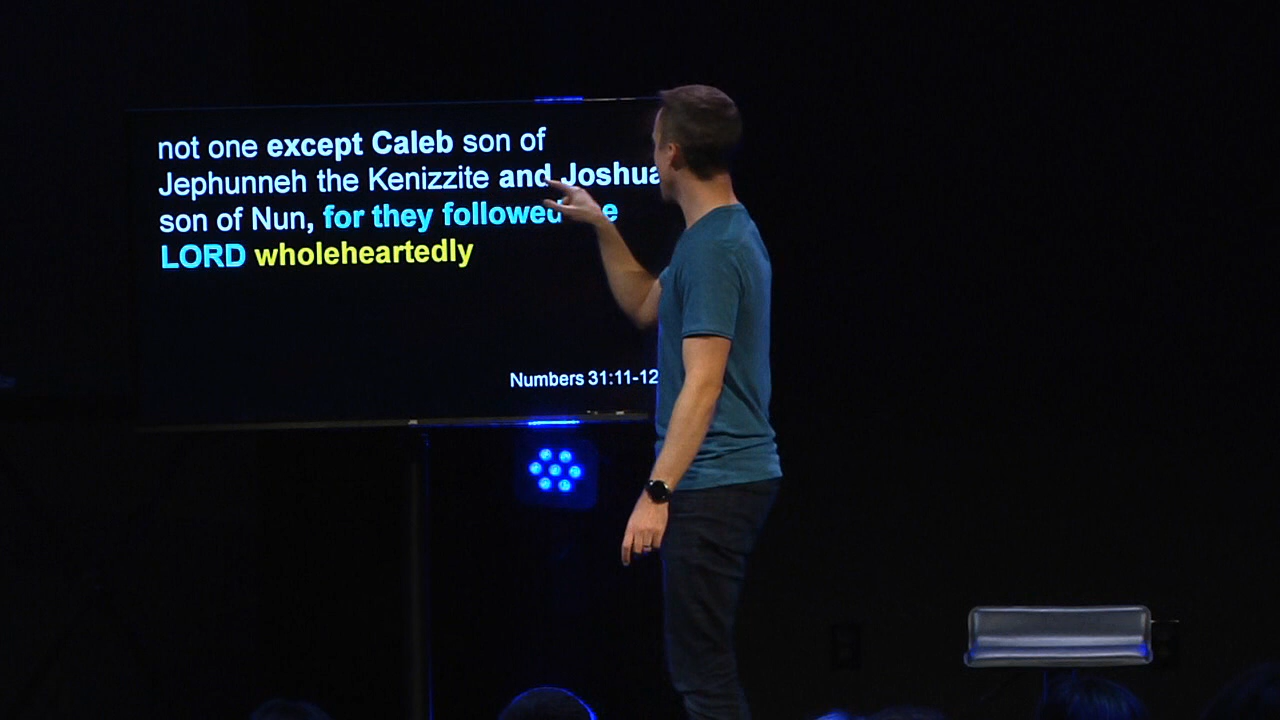 not one except Caleb son of
Jephunneh the Kenizzite and Joshua
son of Nun, for they followed
LORD wholeheartedly
Numbers 31:11-12